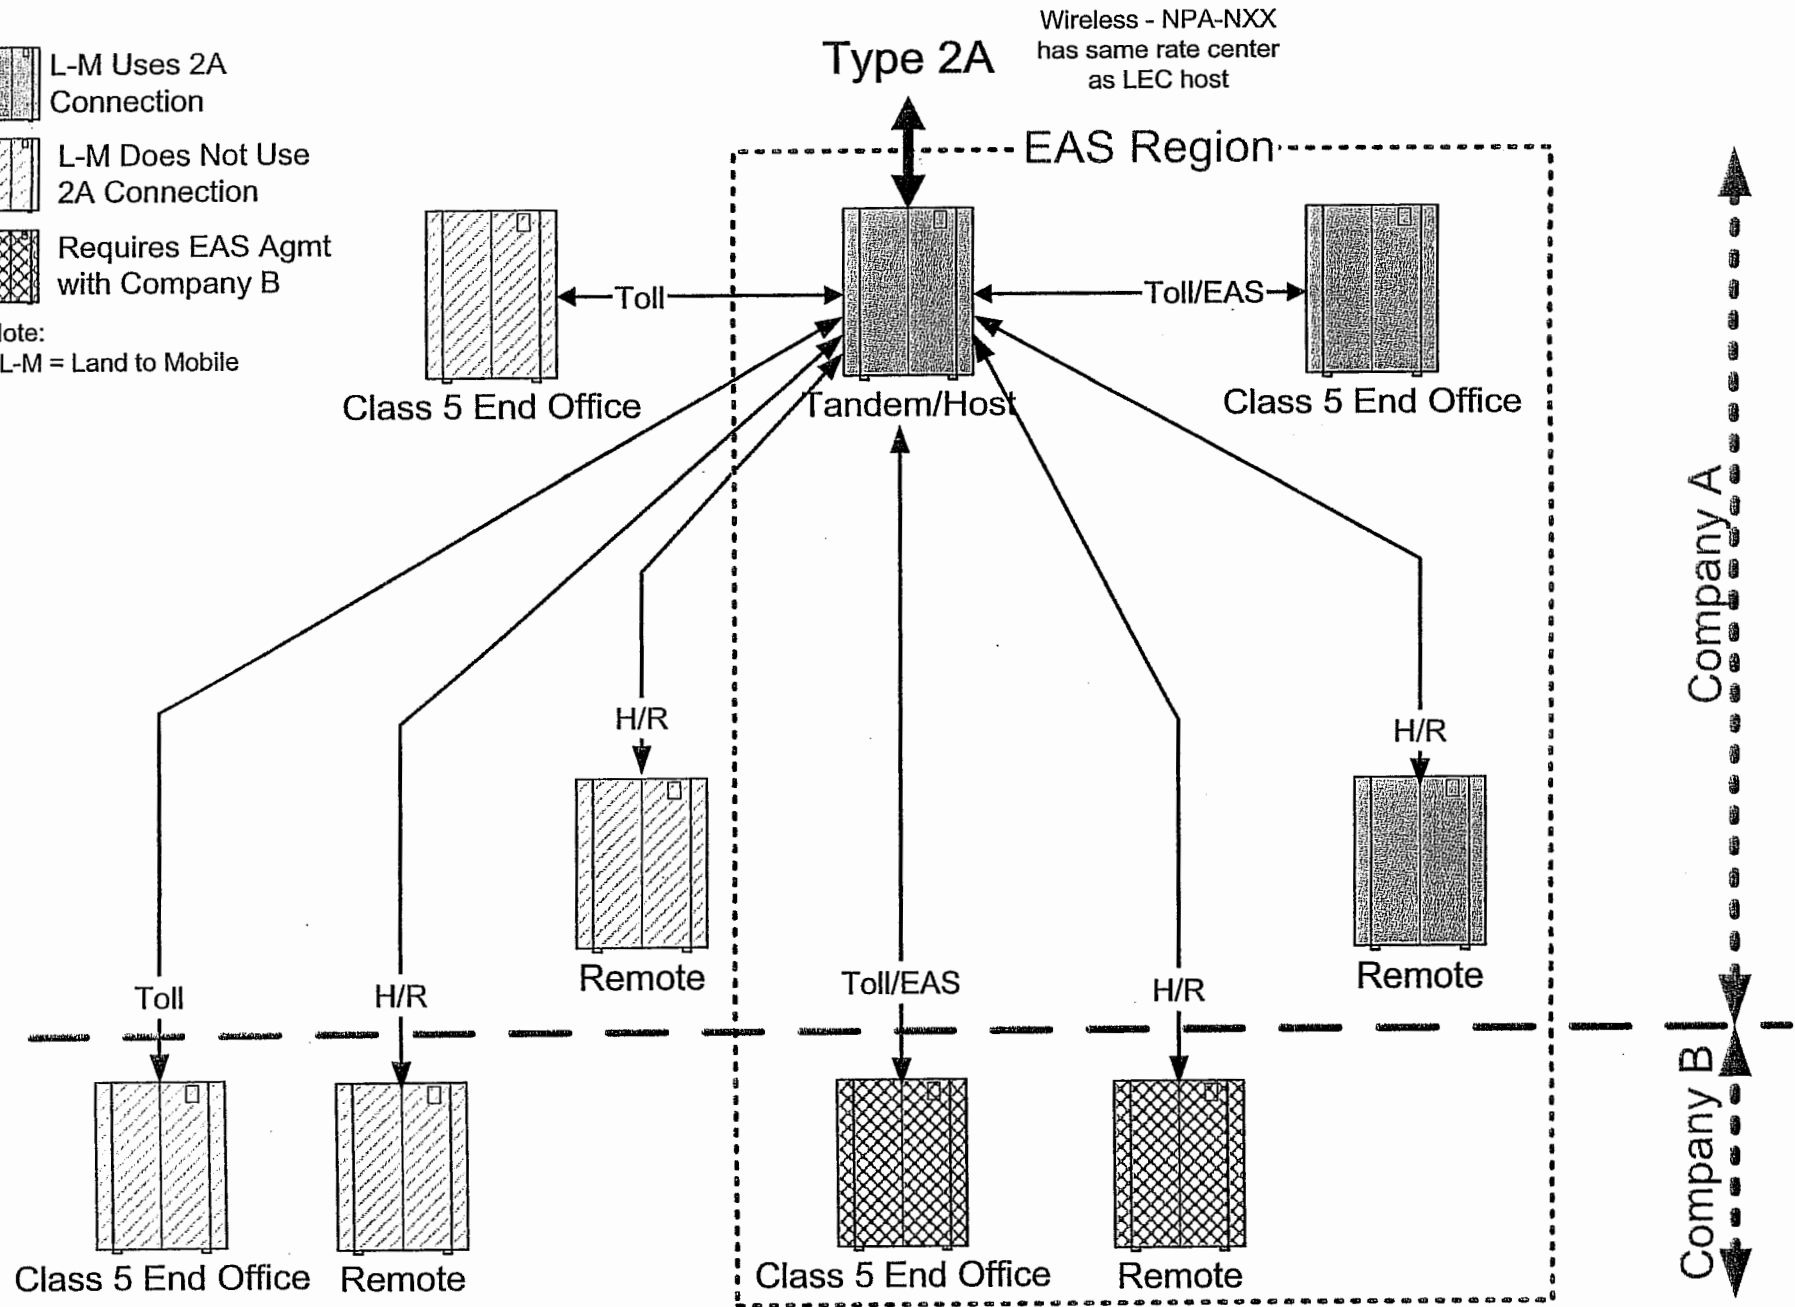 L-M Uses 2A
Connection
L-M Does Not Use
2A Connection
Requires EAS Agmt
with Company B
L-M = Land to Mobile
Type 2A
Wireless - NPA-NXX
has same rate center
as LEC host
EAS Region
Toll
Toll/EAS
Class 5 End Office
Tandem/Host
Class 5 End Office
Company A
H/R
H/R
Remote
Remote
Toll
H/R
Toll/EAS
H/R
Company B
Class 5 End Office
Remote
Class 5 End Office
Remote